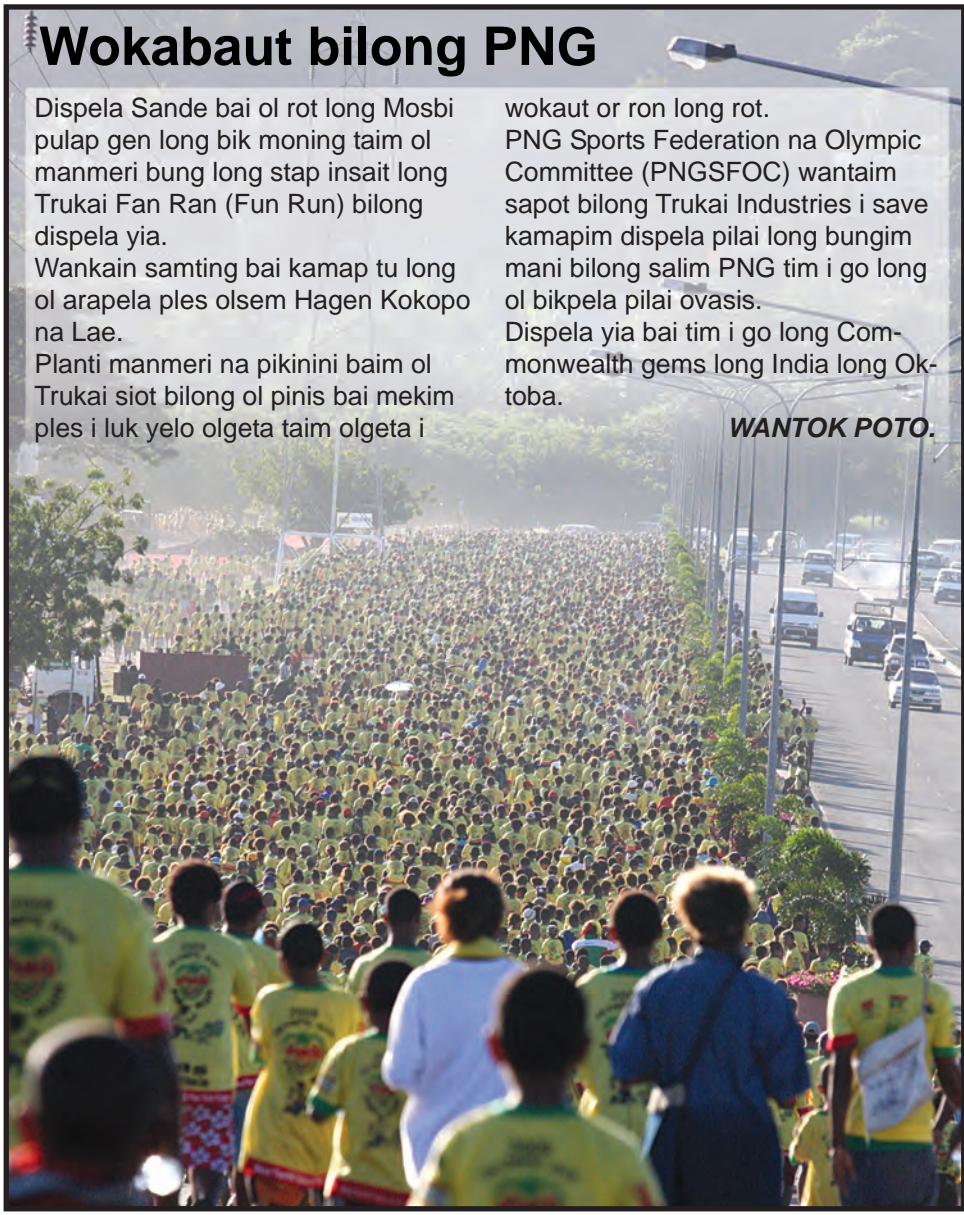 Wokabaut bilong PNG
Dispela Sande bai ol rot long Mosbi
pulap gen long bik moning taim ol
manmeri bung long stap insait long
Trukai Fan Ran (Fun Run) bilong
dispela yia.
Wankain samting bai kamap tu long
ol arapela ples olsem Hagen Kokopo
na Lae.
Planti manmeri na pikinini baim ol
Trukai siot bilong ol pinis bai mekim
ples i luk yelo olgeta taim olgeta i
wokaut or ron long rot.
PNG Sports Federation na Olympic
Committee (PNGSFOC) wantaim
sapot bilong Trukai Industries i save
kamapim dispela pilai long bungim
mani bilong salim PNG tim i go long
ol bikpela pilai ovasis.
Dispela yia bai tim i go long Com-
monwealth gems long India long Ok-
toba.
WANTOK POTO.